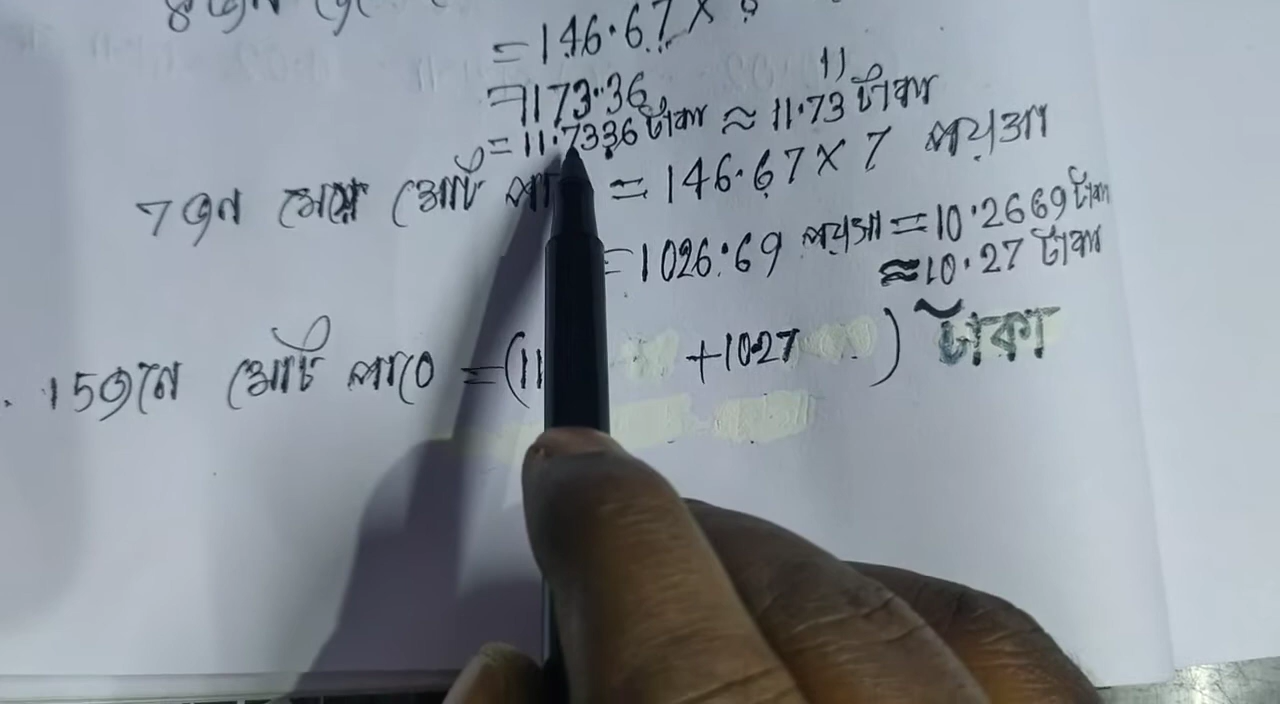 = 146.67 ×
= 1173.36
= 11.7336 টাকা ≈ 11.73 টাকা
7 জন মেয়ে মোট = 146.67 × 7 পয়সা
= 1026.69 পয়সা = 10.2669 টাকা
≈ 10.27 টাকা
15 জনে মোট পাবে = (11 + 10.27 ) টাকা